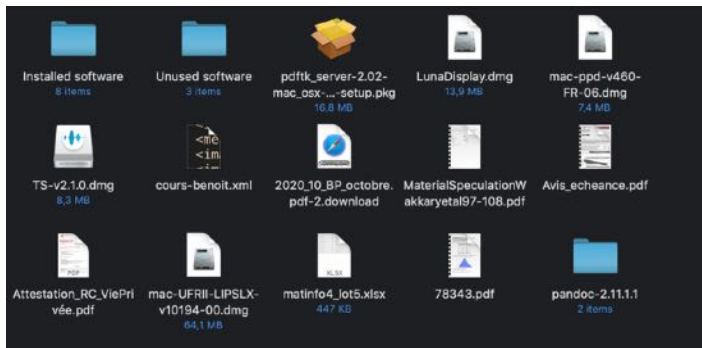 Installed software
8 items
Unused software
3 items
pdftk_server-2.02-
mac_osx-...-setup.pkg
16,8 MB
LunaDisplay.dmg
13,9 MB
mac-ppd-v460-
FR-06.dmg
7,4 MB
TS-v2.1.0.dmg
8,3 MB
<me
<im
cours-benoit.xml
2020_10_BP_octobre.
pdf-2.download
MaterialSpeculationW
akkaryetal97-108.pdf
Avis_echeance.pdf
PDF
Attestation_RC_ViePri
vée.pdf
mac-UFRII-LIPSLX-
v10194-00.dmg
64,1 MB
XLSX
matinfo4_lot5.xlsx
447 KB
78343.pdf
pandoc-2.11.1.1
2 items